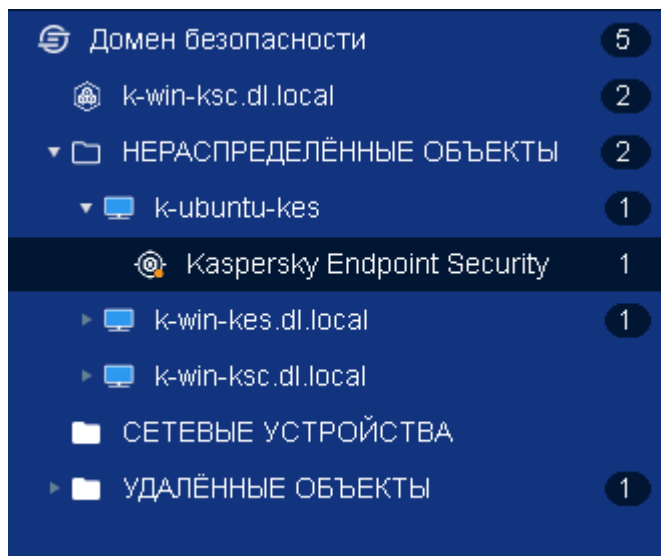 Домен безопасности 5
k-win-ksc.dl.local 2
НЕРАСПРЕДЕЛЁННЫЕ ОБЪЕКТЫ 2
k-ubuntu-kes 1
Kaspersky Endpoint Security 1
k-win-kes.dl.local 1
k-win-ksc.dl.local
СЕТЕВЫЕ УСТРОЙСТВА
УДАЛЁННЫЕ ОБЪЕКТЫ 1